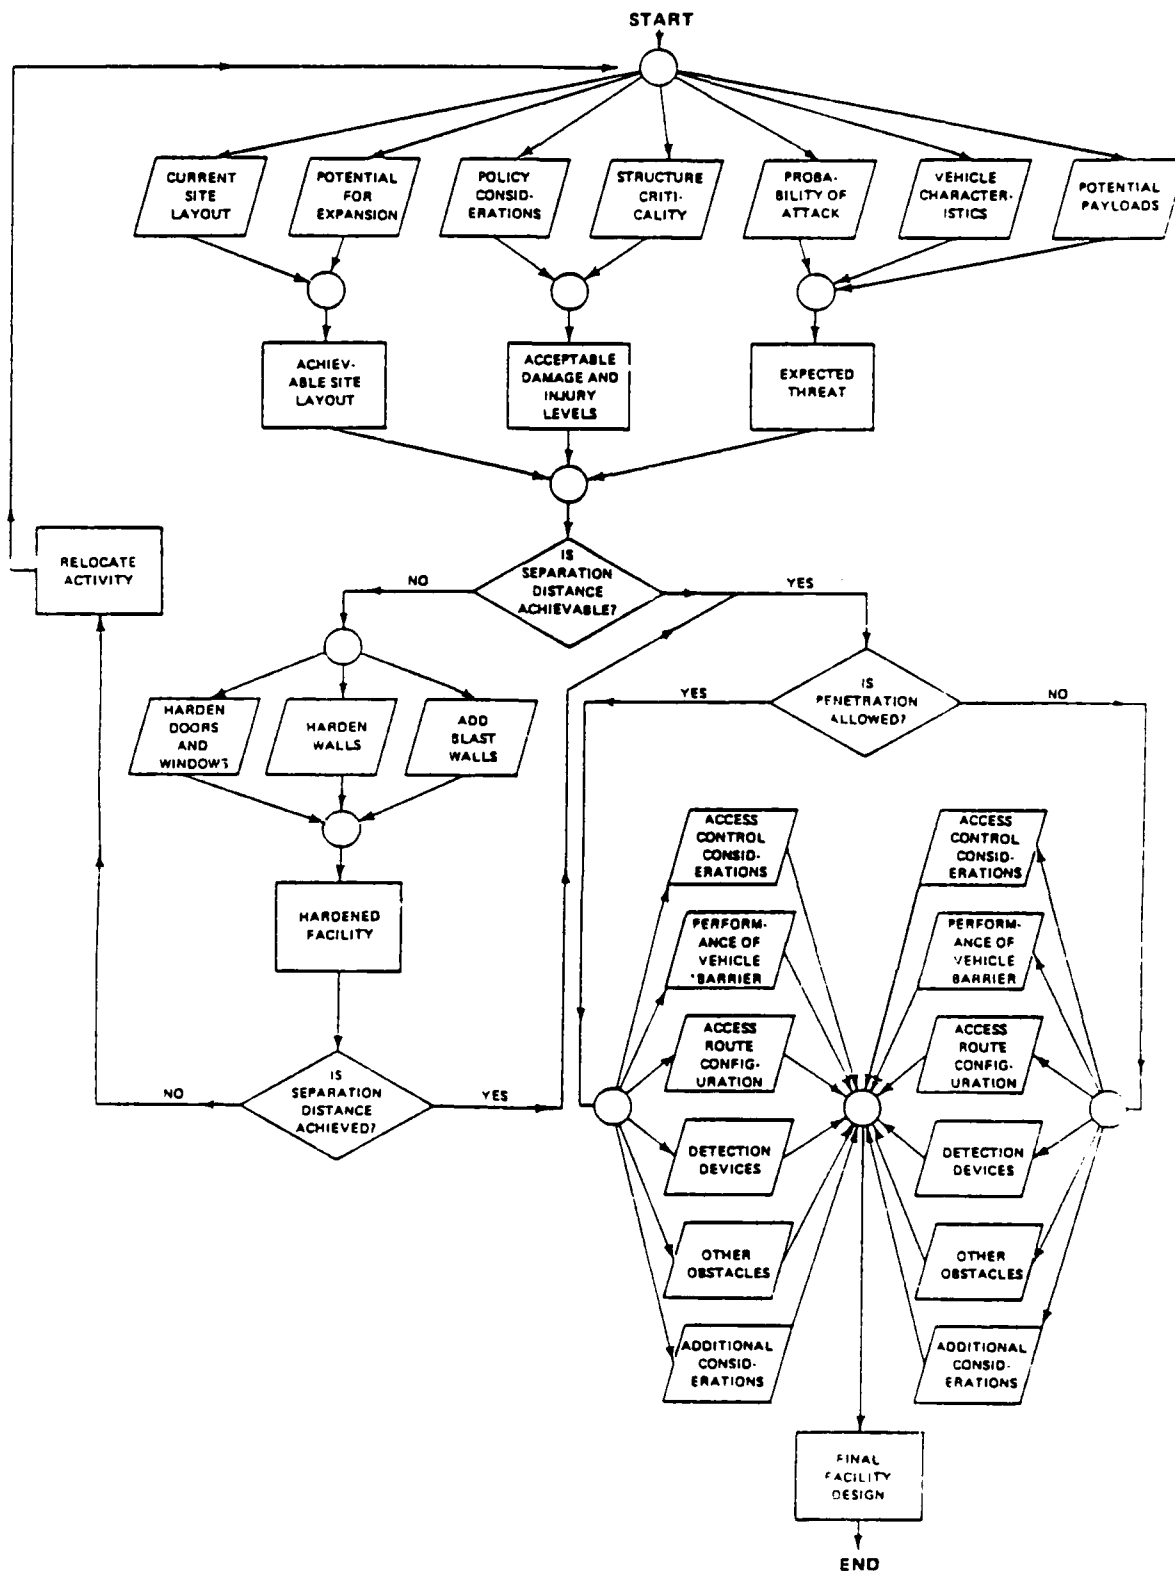 START
CURRENT
SITE
LAYOUT
POTENTIAL
FOR
EXPANSION
POLICY
CONSID-
ERATIONS
STRUCTURE
CRITI-
CALITY
PROBA-
BILITY OF
ATTACK
VEHICLE
CHARACTER-
ISTICS
POTENTIAL
PAYLOADS
ACHIEV-
ABLE SITE
LAYOUT
ACCEPTABLE
DAMAGE AND
INJURY
LEVELS
EXPECTED
THREAT
RELOCATE
ACTIVITY
NO
IS
SEPARATION
DISTANCE
ACHIEVABLE?
YES
HARDEN
DOORS
AND
WINDOWS
HARDEN
WALLS
ADD
BLAST
WALLS
YES
IS
PENETRATION
ALLOWED?
NO
HARDENED
FACILITY
NO
IS
SEPARATION
DISTANCE
ACHIEVED?
YES
ACCESS
CONTROL
CONSID-
ERATIONS
PERFORM-
ANCE OF
VEHICLE
BARRIER
ACCESS
ROUTE
CONFIG-
URATION
DETECTION
DEVICES
OTHER
OBSTACLES
ADDITIONAL
CONSID-
ERATIONS
ACCESS
CONTROL
CONSID-
ERATIONS
PERFORM-
ANCE OF
VEHICLE
BARRIER
ACCESS
ROUTE
CONFIG-
URATION
DETECTION
DEVICES
OTHER
OBSTACLES
ADDITIONAL
CONSID-
ERATIONS
FINAL
FACILITY
DESIGN
END